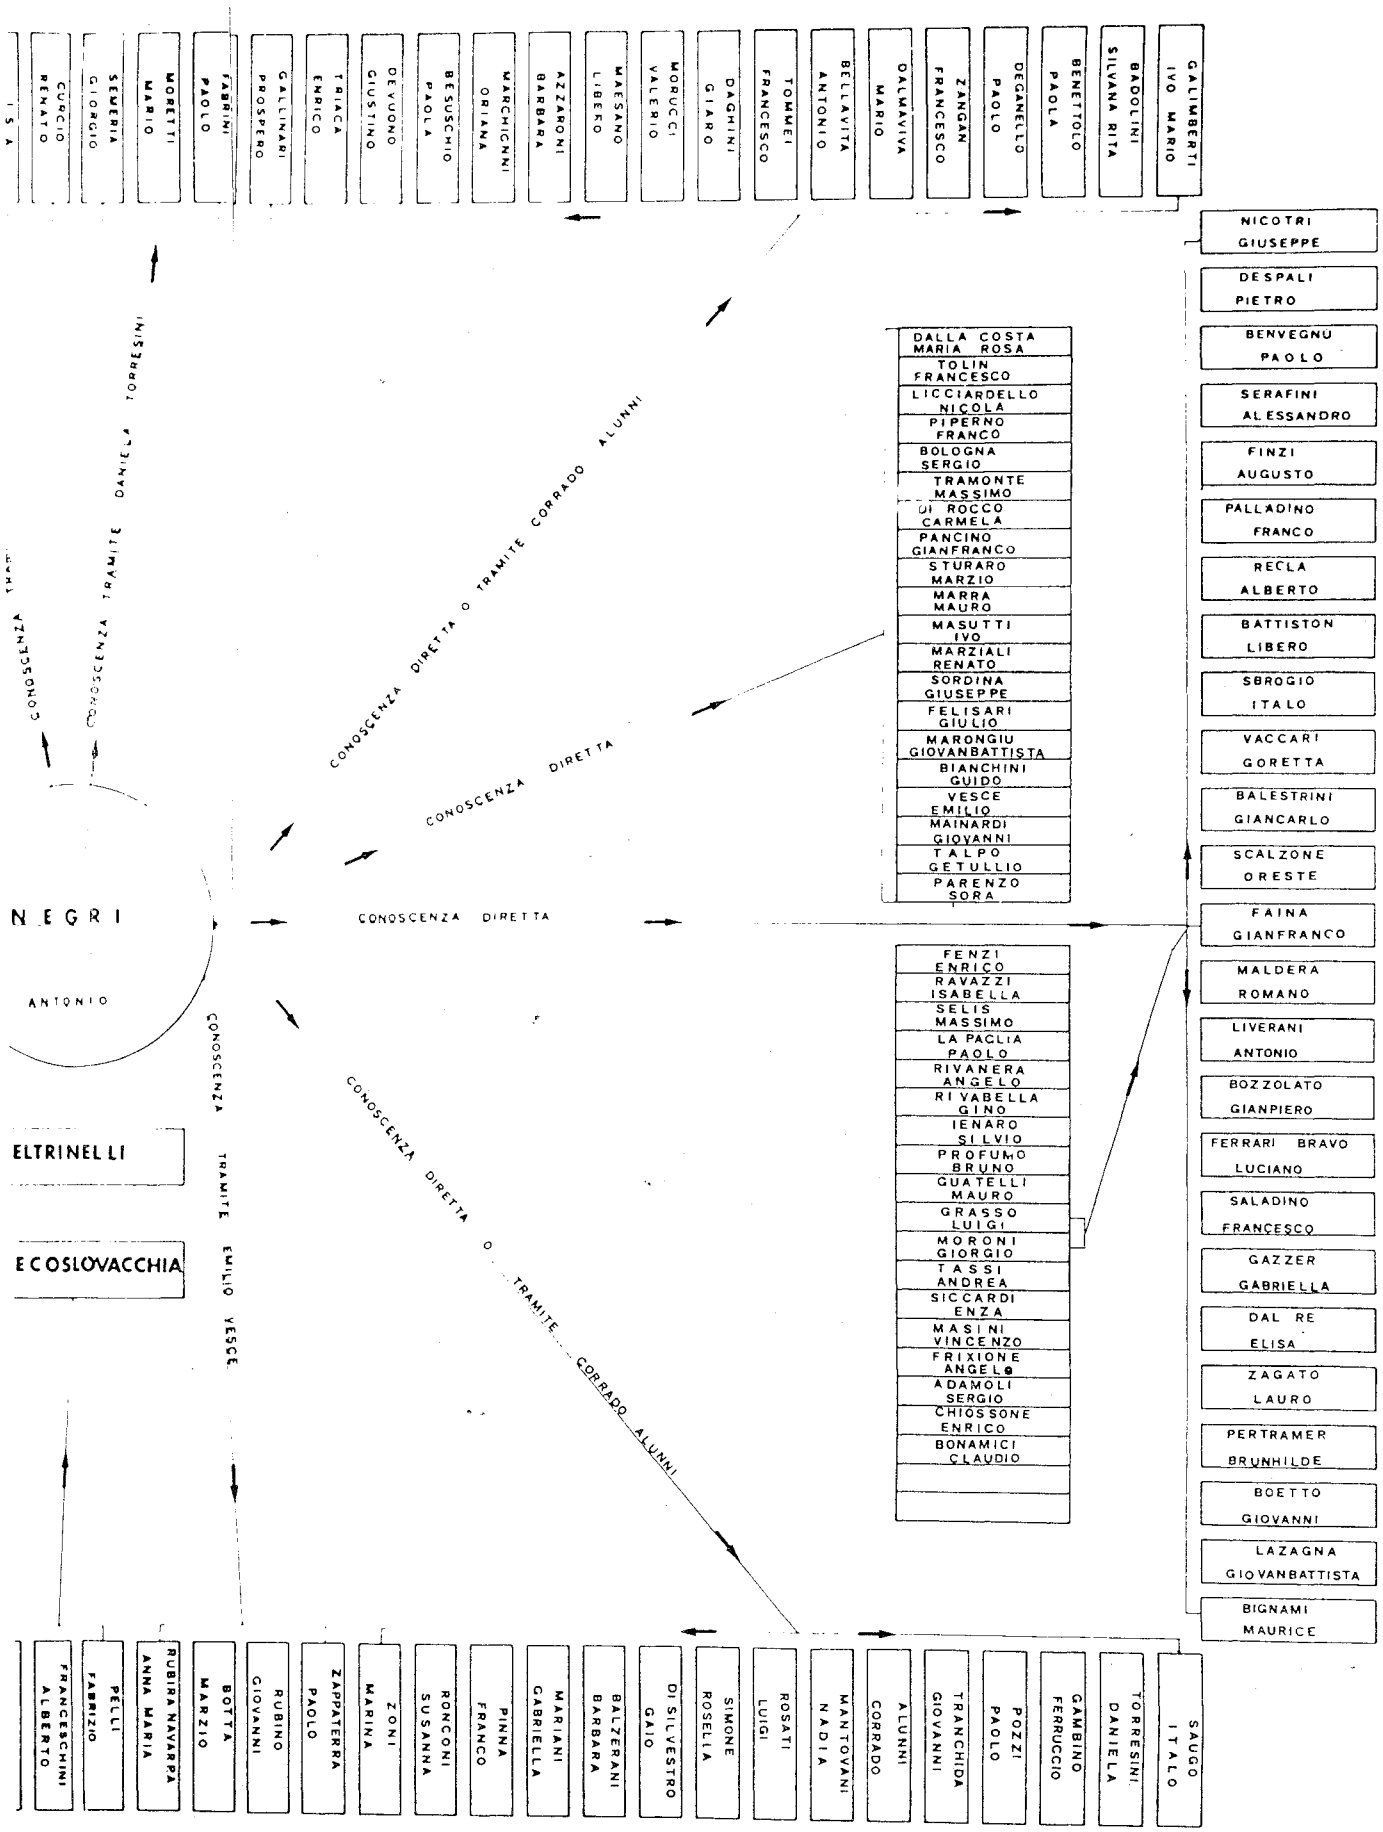 CURCIO
RENATO
SEMERIA
GIORGIO
MORETTI
MARIO
FABRINI
PAOLO
GALLINARI
PROSPERO
TRIACA
ENRICO
DEVUONO
GIUSTINO
BESUSCHIO
PAOLA
MARCHIGNNI
ORIANA
AZZARONI
BARBARA
MAESANO
LIBERO
MORUCCI
VALERIO
DAGHINI
GIARO
TOMMEI
FRANCESCO
BELLAVITA
ANTONIO
DALMAVIVA
MARIO
ZANGAN
FRANCESCO
DEGANELLO
PAOLO
BENETTOLO
PAOLA
BADOLINI
SILVANA RITA
GALIMBERTI
IVO MARIO
NICOTRI
GIUSEPPE
DESPALI
PIETRO
BENVEGNÙ
PAOLO
SERAFINI
ALESSANDRO
FINZI
AUGUSTO
PALLADINO
FRANCO
RECLA
ALBERTO
BATTISTON
LIBERO
SBROGIO
ITALO
VACCARI
GORETTA
BALESTRINI
GIANCARLO
SCALZONE
ORESTE
FAINA
GIANFRANCO
MALDERA
ROMANO
LIVERANI
ANTONIO
BOZZOLATO
GIANPIERO
FERRARI BRAVO
LUCIANO
SALADINO
FRANCESCO
GAZZER
GABRIELLA
DAL RE
ELISA
ZAGATO
LAURO
PERTRAMER
BRUNHILDE
BOETTO
GIOVANNI
LAZAGNA
GIOVANBATTISTA
BIGNAMI
MAURICE
DALLA COSTA
MARIA ROSA
TOLIN
FRANCESCO
LICCIARDELLO
NICOLA
PIPERNO
FRANCO
BOLOGNA
SERGIO
TRAMONTE
MASSIMO
DI ROCCO
CARMELA
PANCINO
GIANFRANCO
STURARO
MARZIO
MARRA
MAURO
MASUTTI
IVO
MARZIALI
RENATO
SORDINA
GIUSEPPE
FELISARI
GIULIO
MARONGIU
GIOVANBATTISTA
BIANCHINI
GUIDO
VESCE
EMILIO
MAINARDI
GIOVANNI
TALPO
GETULLIO
PARENZO
SORA
FENZI
ENRICO
RAVAZZI
ISABELLA
SELIS
MASSIMO
LA PAGLIA
PAOLO
RIVANERA
ANGELO
RIVABELLA
GINO
IENARO
SILVIO
PROFUMO
BRUNO
GUATELLI
MAURO
GRASSO
LUIGI
MORONI
GIORGIO
TASSI
ANDREA
SICCARDI
ENZA
MASINI
VINCENZO
FRIXIONE
ANGELO
ADAMOLI
SERGIO
CHIOSSONE
ENRICO
BONAMICI
CLAUDIO
CONOSCENZA
CONOSCENZA TRAMITE DANIELA TORRESINI
CONOSCENZA DIRETTA O TRAMITE CORRADO ALUNNI
CONOSCENZA DIRETTA
CONOSCENZA DIRETTA
CONOSCENZA DIRETTA O TRAMITE CORRADO ALUNNI
CONOSCENZA TRAMITE EMILIO VESCE
NEGRI
ANTONIO
ELTRINELLI
ECOSLOVACCHIA
FRANCESCHINI
ALBERTO
PELLI
FABRIZIO
RUBIRA NAVARRA
ANNA MARIA
BOTTA
MARZIO
RUBINO
GIOVANNI
ZAPPATERRA
PAOLO
ZONI
MARINA
RONCONI
SUSANNA
PINNA
FRANCO
MARIANI
GABRIELLA
BALZERANI
BARBARA
DI SILVESTRO
GAIO
SIMONE
ROSELLA
ROSATI
LUIGI
MANTOVANI
NADIA
ALUNNI
CORRADO
TRANCHIDA
GIOVANNI
POZZI
PAOLO
GAMBINO
FERRUCCIO
TORRESINI
DANIELA
SAUGO
ITALO